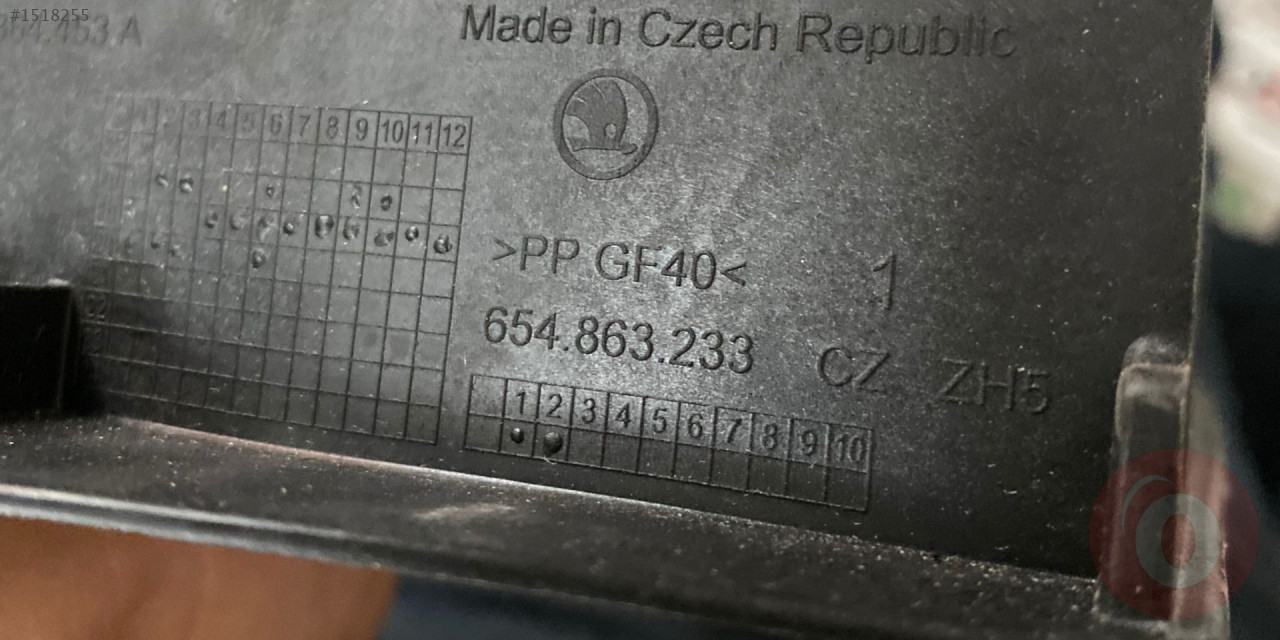 #1518255
Made in Czech Republic
1 2 3 4 5 6 7 8 9 10 11 12
>PP GF40< 1
654.863.233 CZ ZH5
1 2 3 4 5 6 7 8 9 10